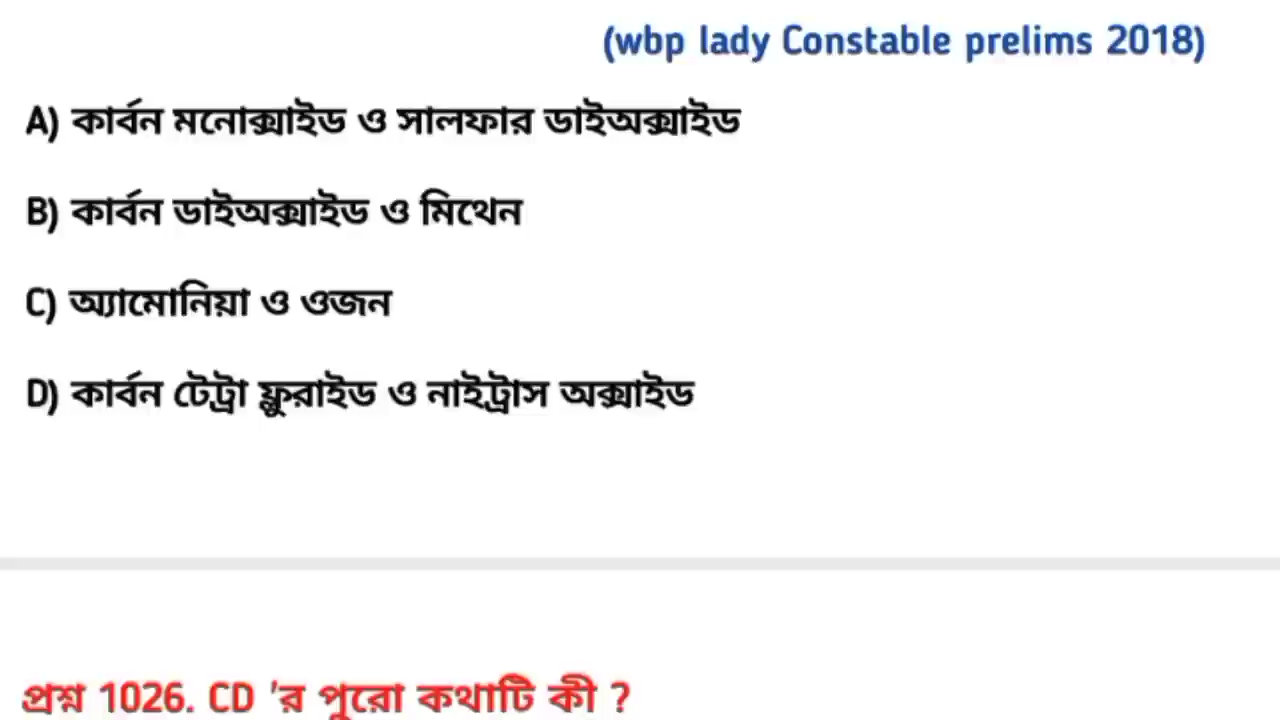 (wbp lady Constable prelims 2018)
A) কার্বন মনোক্সাইড ও সালফার ডাইঅক্সাইড
B) কার্বন ডাইঅক্সাইড ও মিথেন
C) অ্যামোনিয়া ও ওজন
D) কার্বন টেট্রা ফ্লুরাইড ও নাইট্রাস অক্সাইড
প্রশ্ন 1026. CD 'র পুরো কথাটি কী ?